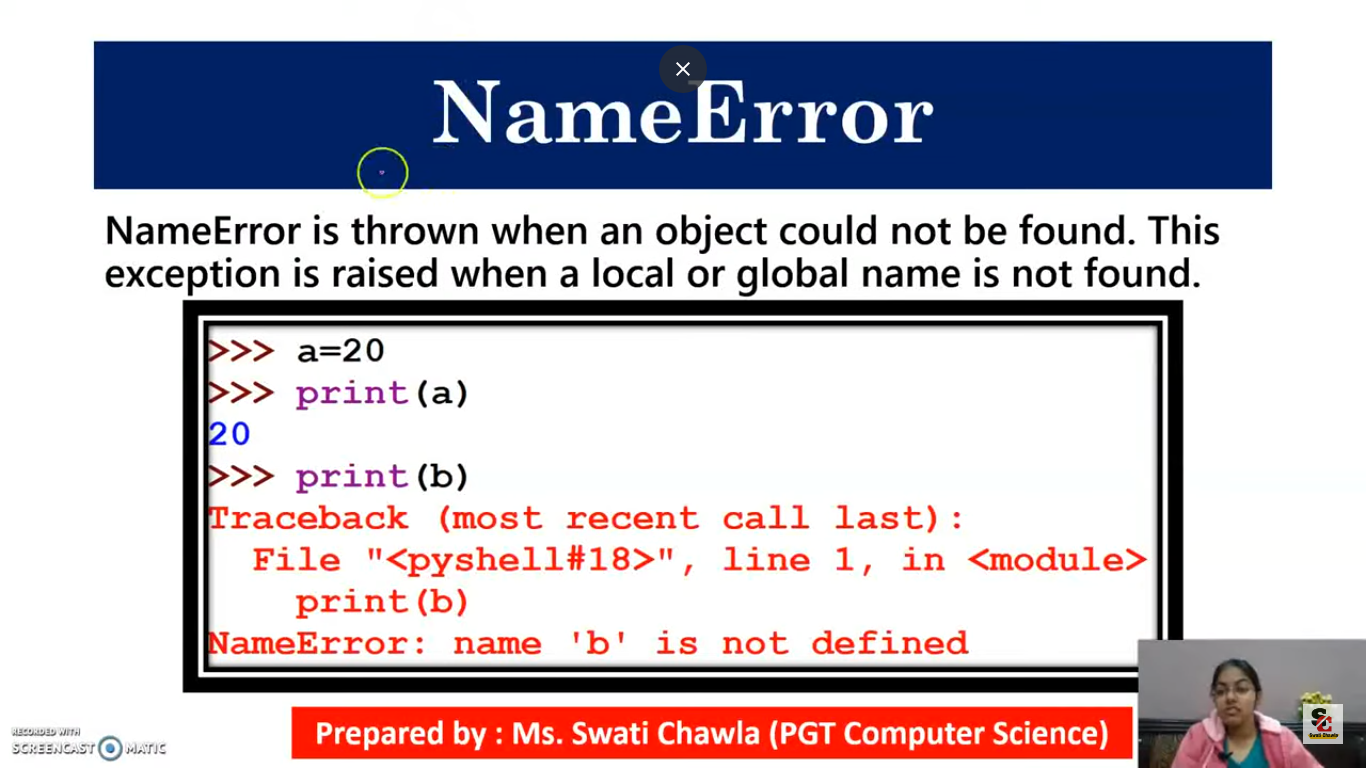 NameError
NameError is thrown when an object could not be found. This
exception is raised when a local or global name is not found.
>>> a=20
>>> print(a)
20
>>> print(b)
Traceback (most recent call last):
  File "<pyshell#18>", line 1, in <module>
    print(b)
NameError: name 'b' is not defined
Prepared by : Ms. Swati Chawla (PGT Computer Science)
RECORDED WITH
SCREENCAST MATIC
SC
Swati Chawla